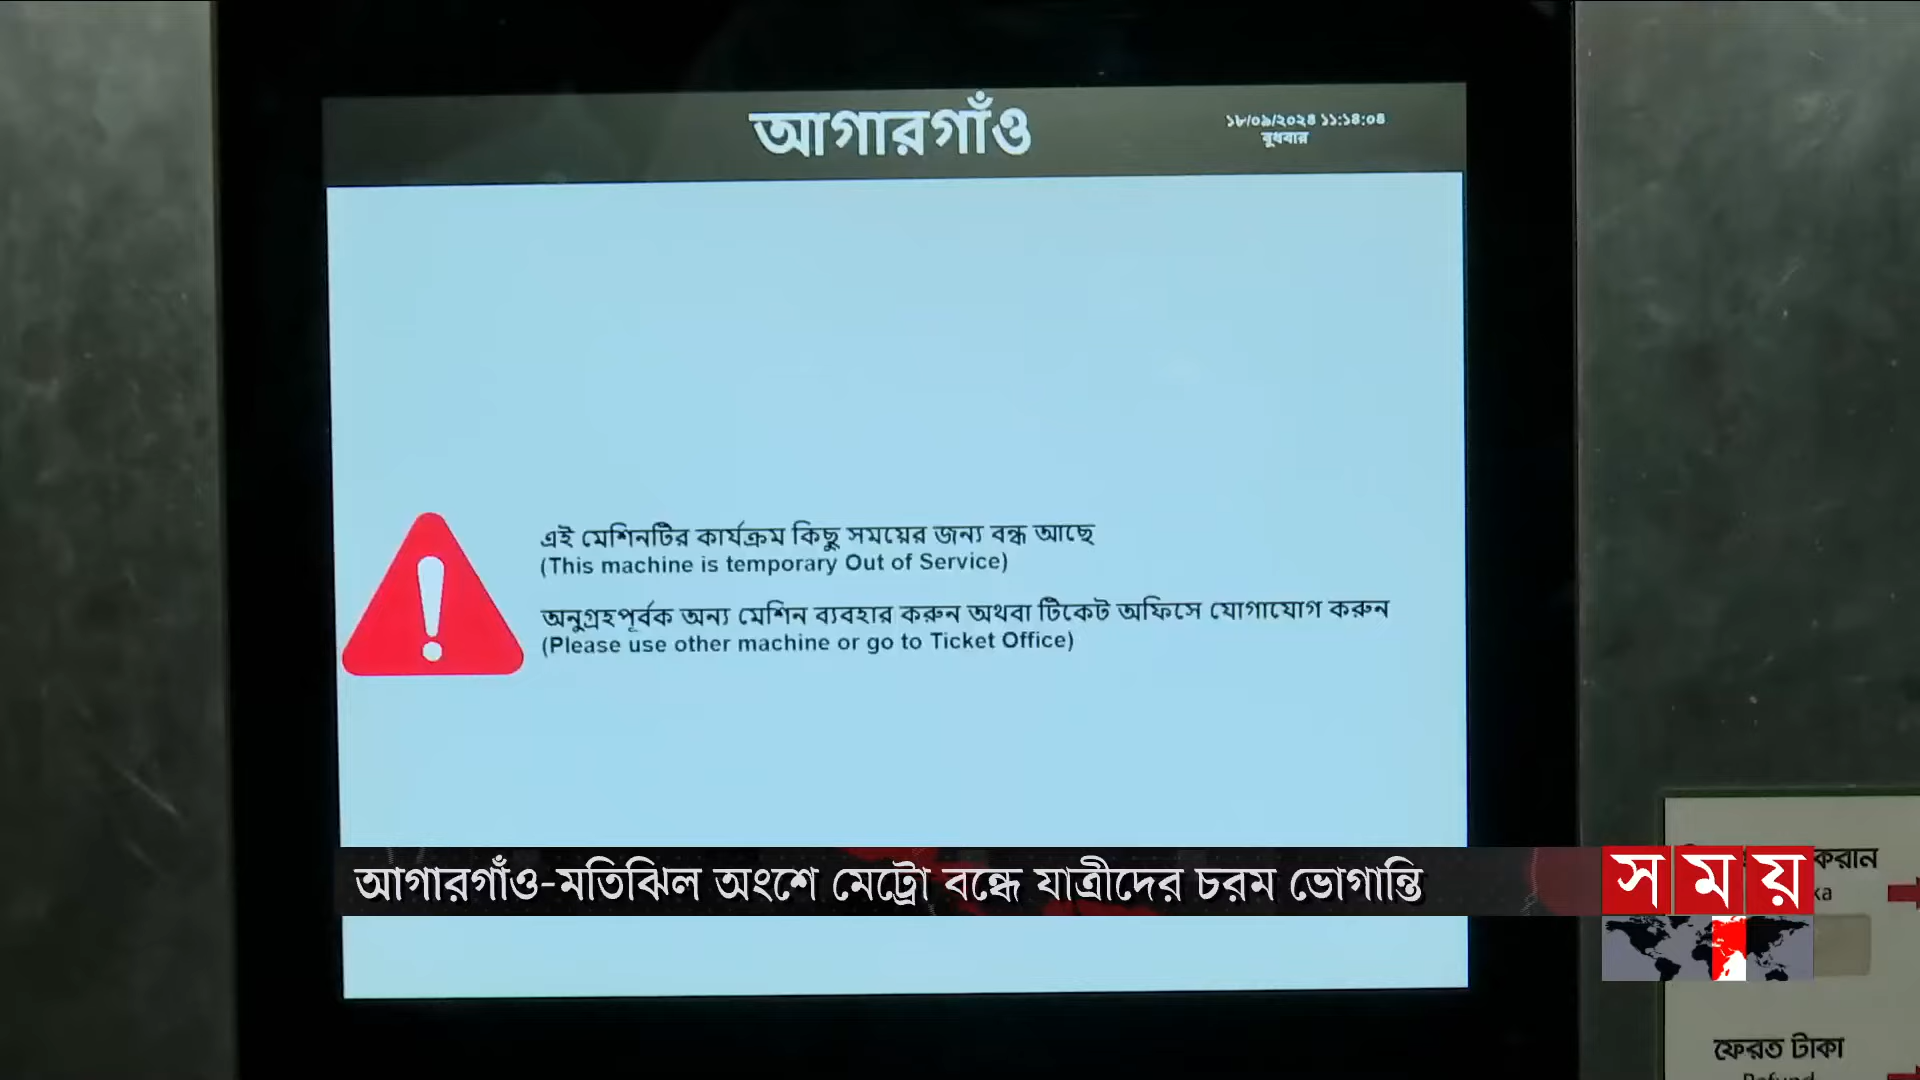 আগারগাঁও
১৮/০৯/২০২৪ ১১:১৪:০৪
বুধবার
এই মেশিনটির কার্যক্রম কিছু সময়ের জন্য বন্ধ আছে
(This machine is temporary Out of Service)
অনুগ্রহপূর্বক অন্য মেশিন ব্যবহার করুন অথবা টিকেট অফিসে যোগাযোগ করুন
(Please use other machine or go to Ticket Office)
আগারগাঁও-মতিঝিল অংশে মেট্রো বন্ধে যাত্রীদের চরম ভোগান্তি
সময়
করান
ফেরত টাকা
Refund